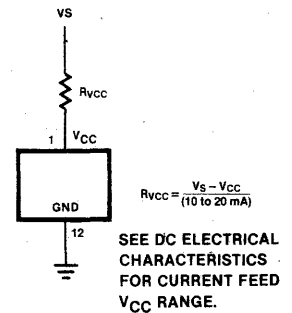 VS
RVCC
1 VCC
GND
12
RVCC = VS – VCC / (10 to 20 mA)
SEE DC ELECTRICAL
CHARACTERISTICS
FOR CURRENT FEED
VCC RANGE.